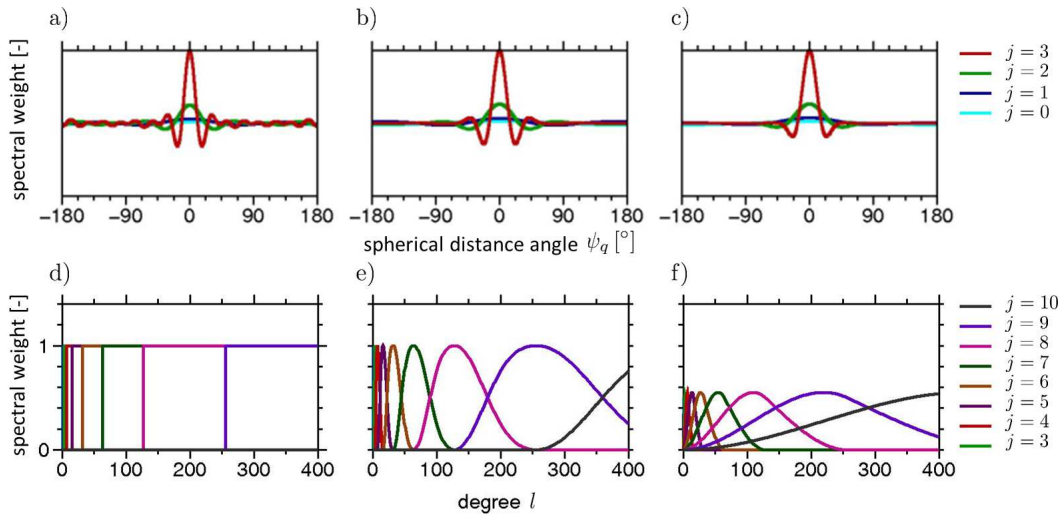 a)
b)
c)
spectral weight [-]
j = 3
j = 2
j = 1
j = 0
−180 −90 0 90 180
−180 −90 0 90 180
−180 −90 0 90 180
spherical distance angle ψq [°]
d)
e)
f)
spectral weight [-]
1
0
j = 10
j = 9
j = 8
j = 7
j = 6
j = 5
j = 4
j = 3
0 100 200 300 400
0 100 200 300 400
0 100 200 300 400
degree l